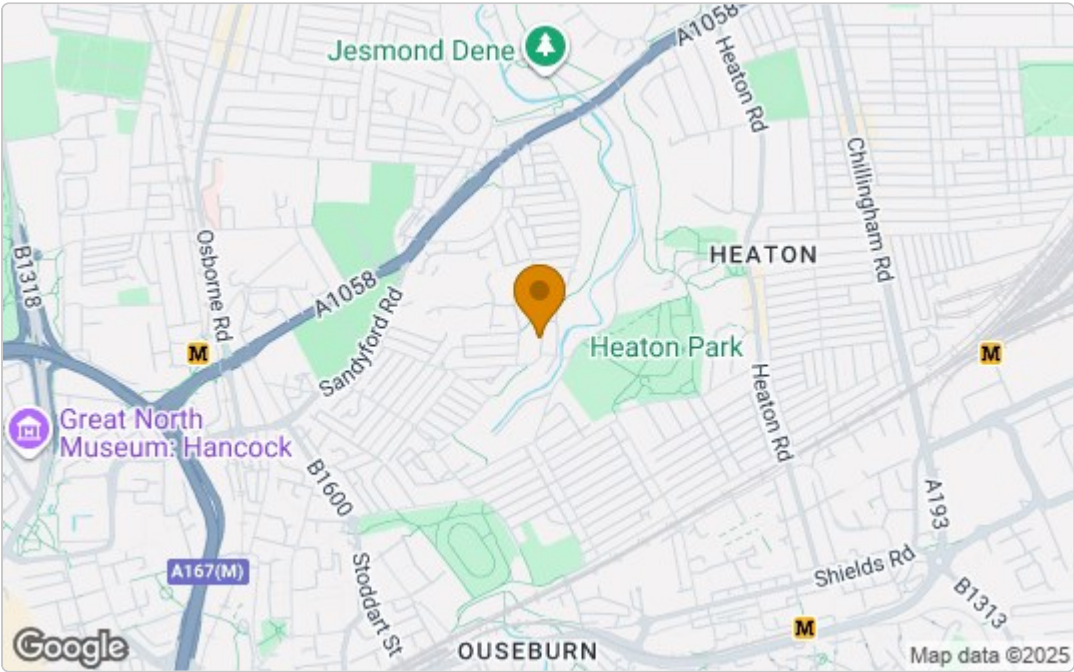 Jesmond Dene
A1058
Heaton Rd
Chillingham Rd
Osborne Rd
B1318
HEATON
A1058
Sandyford Rd
Heaton Park
M
M
Great North
Museum: Hancock
Heaton Rd
B1600
A193
A167(M)
Stoddart St
Shields Rd
B1313
M
OUSEBURN
Google
Map data ©2025